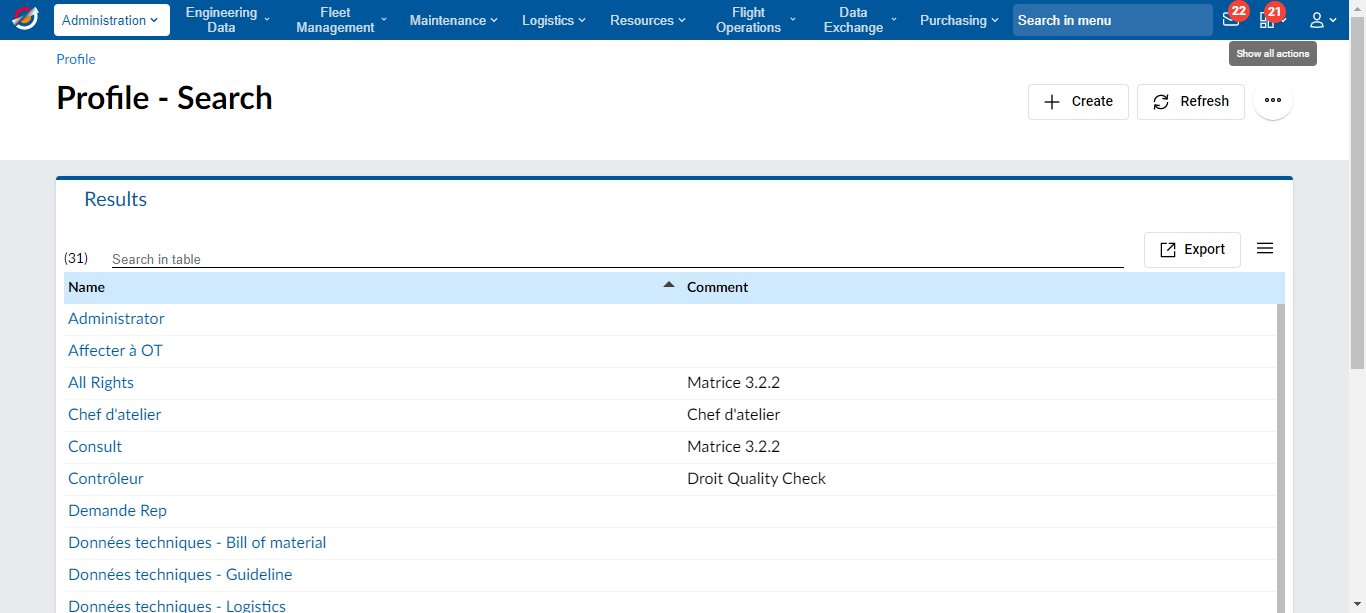 Administration
Engineering
Data
Fleet
Management
Maintenance
Logistics
Resources
Flight
Operations
Data
Exchange
Purchasing
Search in menu
22
21
Show all actions
Profile
Profile - Search
Create
Refresh
Results
(31)
Search in table
Export
Name
Comment
Administrator
Affecter à OT
All Rights Matrice 3.2.2
Chef d'atelier Chef d'atelier
Consult Matrice 3.2.2
Contrôleur Droit Quality Check
Demande Rep
Données techniques - Bill of material
Données techniques - Guideline
Données techniques - Logistics